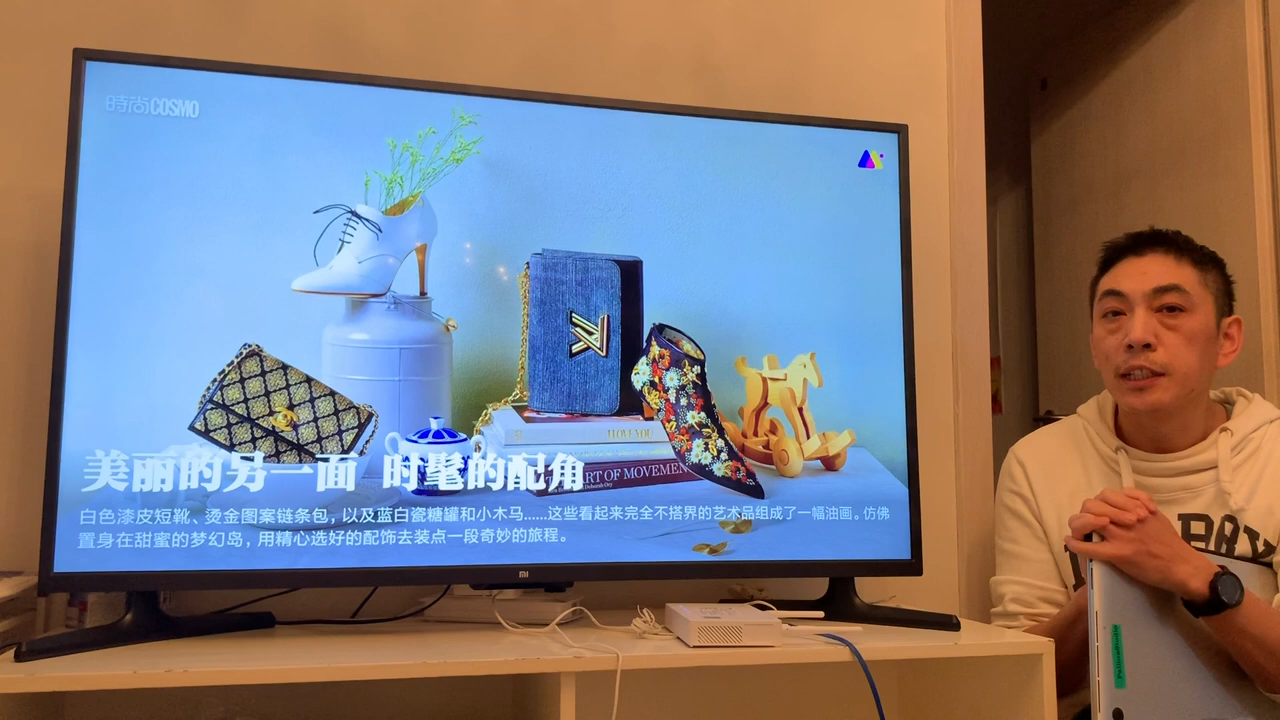 時尚COSMO
美丽的另一面 时髦的配角
白色漆皮短靴、烫金图案链条包，以及蓝白瓷糖罐和小木马......这些看起来完全不搭界的艺术品组成了一幅油画。仿佛
置身在甜蜜的梦幻岛，用精心选好的配饰去装点一段奇妙的旅程。
I LOVE YOU
ART OF MOVEMEN
mi